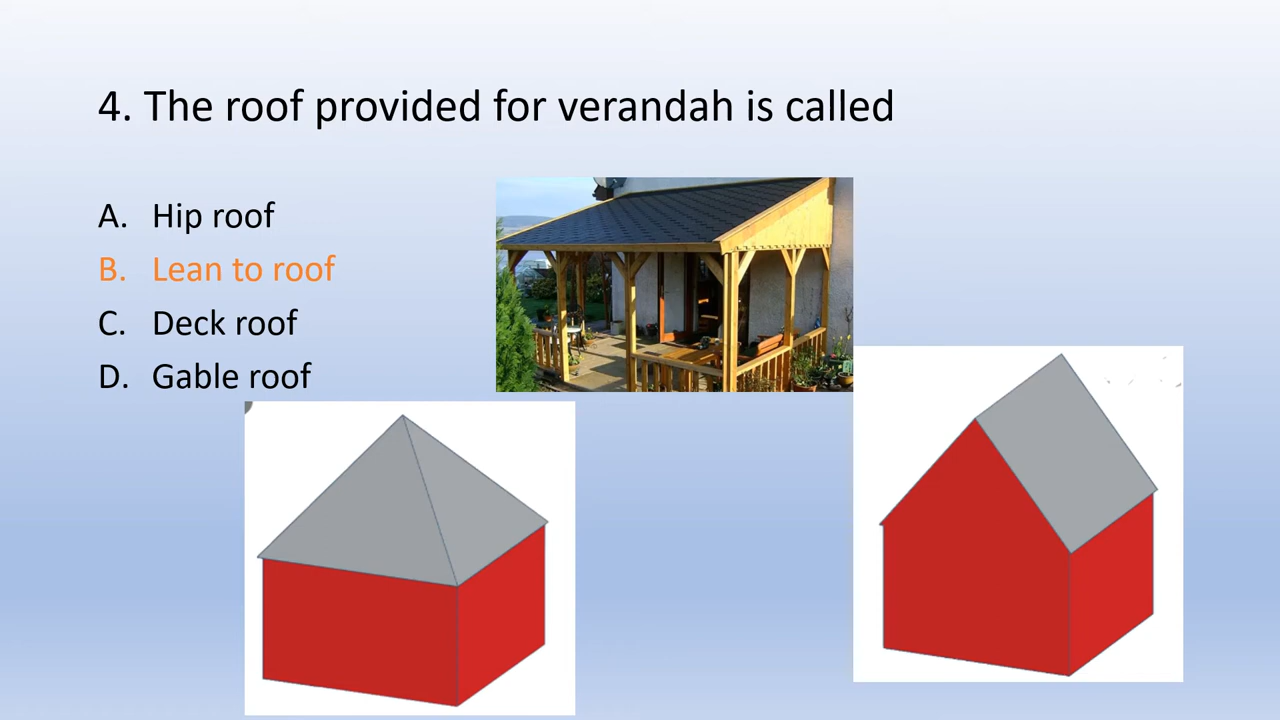 4. The roof provided for verandah is called
A. Hip roof
B. Lean to roof
C. Deck roof
D. Gable roof